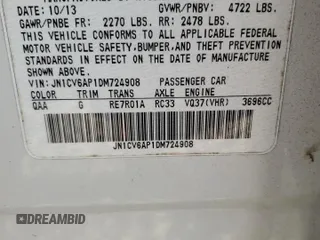 DATE: 10/13 GVWR/PNBV: 4722 LBS.
GAWR/PNBE FR: 2270 LBS. RR: 2478 LBS.
THIS VEHICLE CONFORMS TO ALL APPLICABLE FEDERAL
MOTOR VEHICLE SAFETY, BUMPER, AND THEFT PREVENTION
STANDARDS IN EFFECT ON THE DATE OF MANUFACTURE
SHOWN ABOVE.
VIN: JN1CV6AP1DM724908 PASSENGER CAR
COLOR TRIM TRANS AXLE ENGINE
QAA G RE7R01A RC33 VQ37(VHR) 3696CC
JN1CV6AP1DM724908
DREAMBID